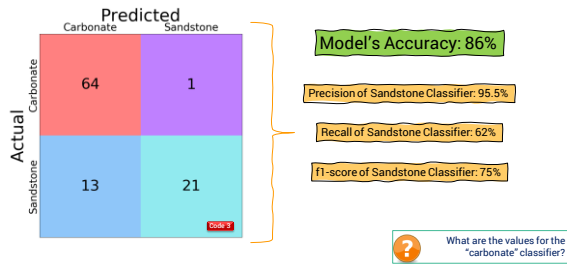 Predicted
Carbonate Sandstone
Actual
Carbonate
64 1
Sandstone
13 21
Code 3
Model's Accuracy: 86%
Precision of Sandstone Classifier: 95.5%
Recall of Sandstone Classifier: 62%
f1-score of Sandstone Classifier: 75%
?
What are the values for the
“carbonate” classifier?